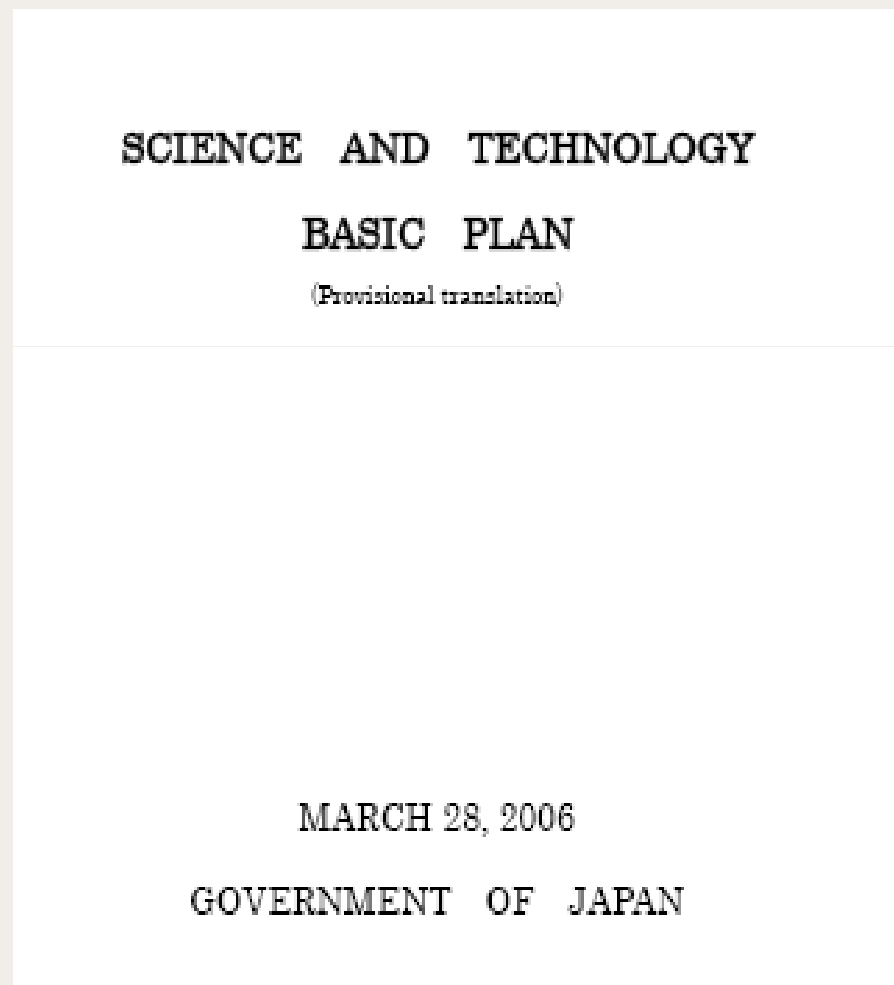 SCIENCE AND TECHNOLOGY
BASIC PLAN
(Provisional translation)
MARCH 28, 2006
GOVERNMENT OF JAPAN